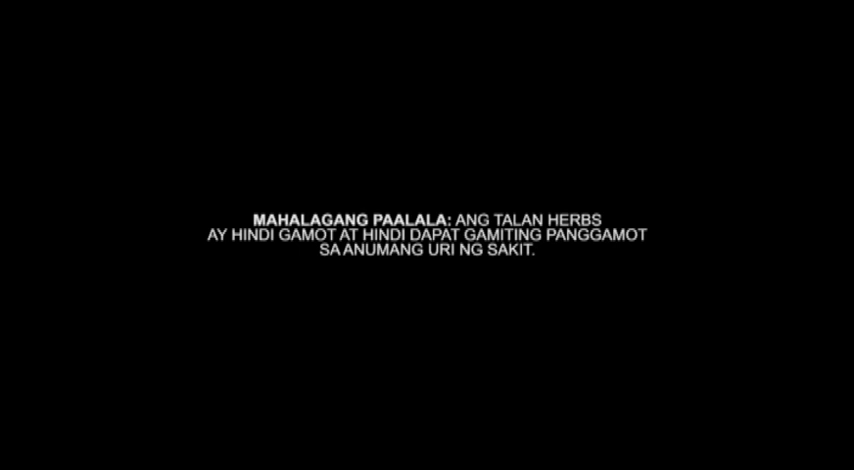 MAHALAGANG PAALALA: ANG TALAN HERBS
AY HINDI GAMOT AT HINDI DAPAT GAMITING PANGGAMOT
SA ANUMANG URI NG SAKIT.